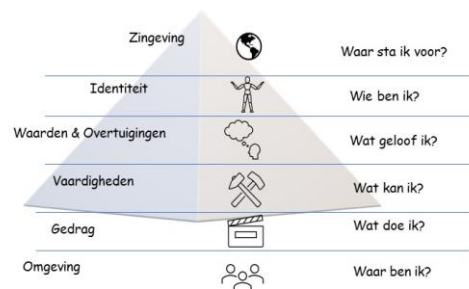 Zingeving
Waar sta ik voor?
Identiteit
Wie ben ik?
Waarden & Overtuigingen
Wat geloof ik?
Vaardigheden
Wat kan ik?
Gedrag
Wat doe ik?
Omgeving
Waar ben ik?